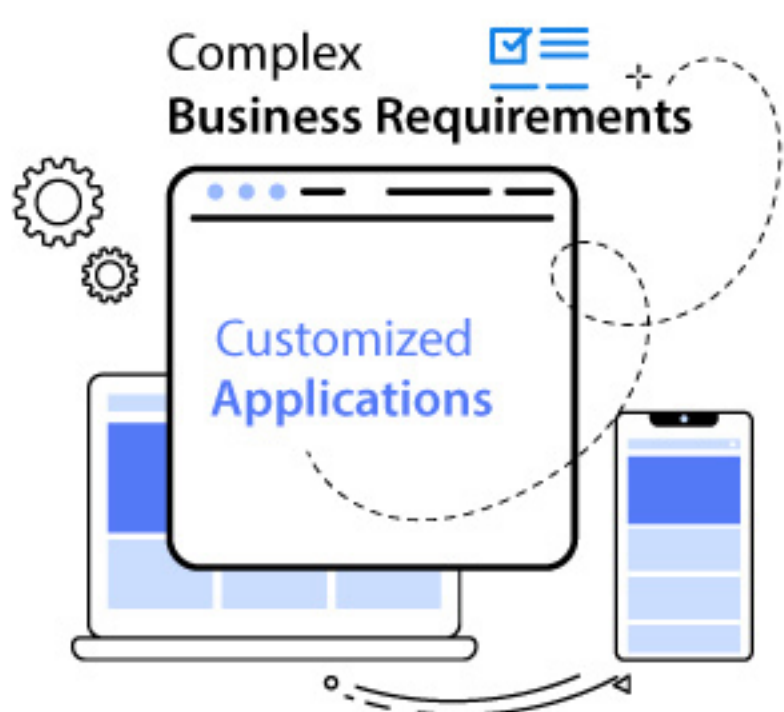 Complex
Business Requirements
Customized
Applications